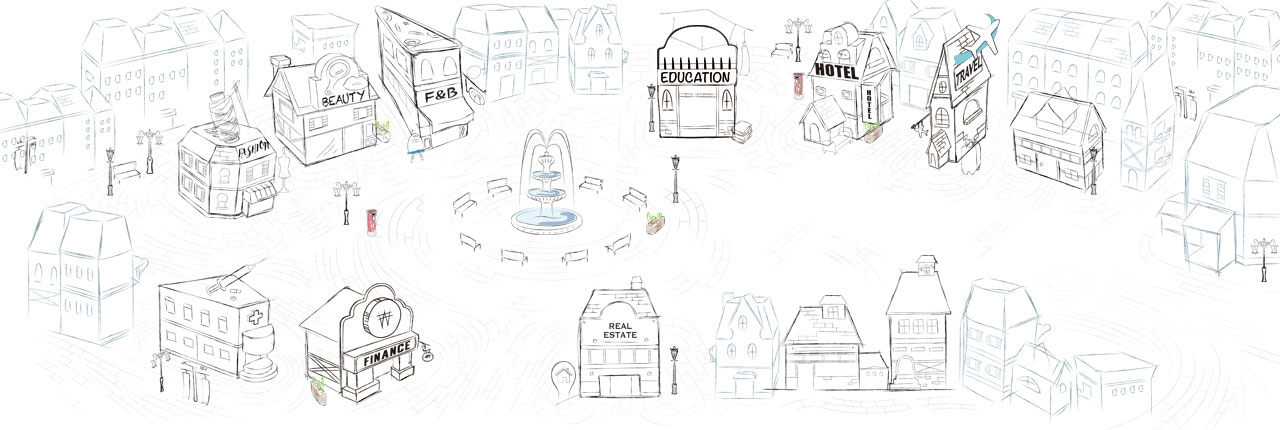 BEAUTY
F&B
FASHION
EDUCATION
HOTEL
HOTEL
TRAVEL
₩
FINANCE
REAL
ESTATE